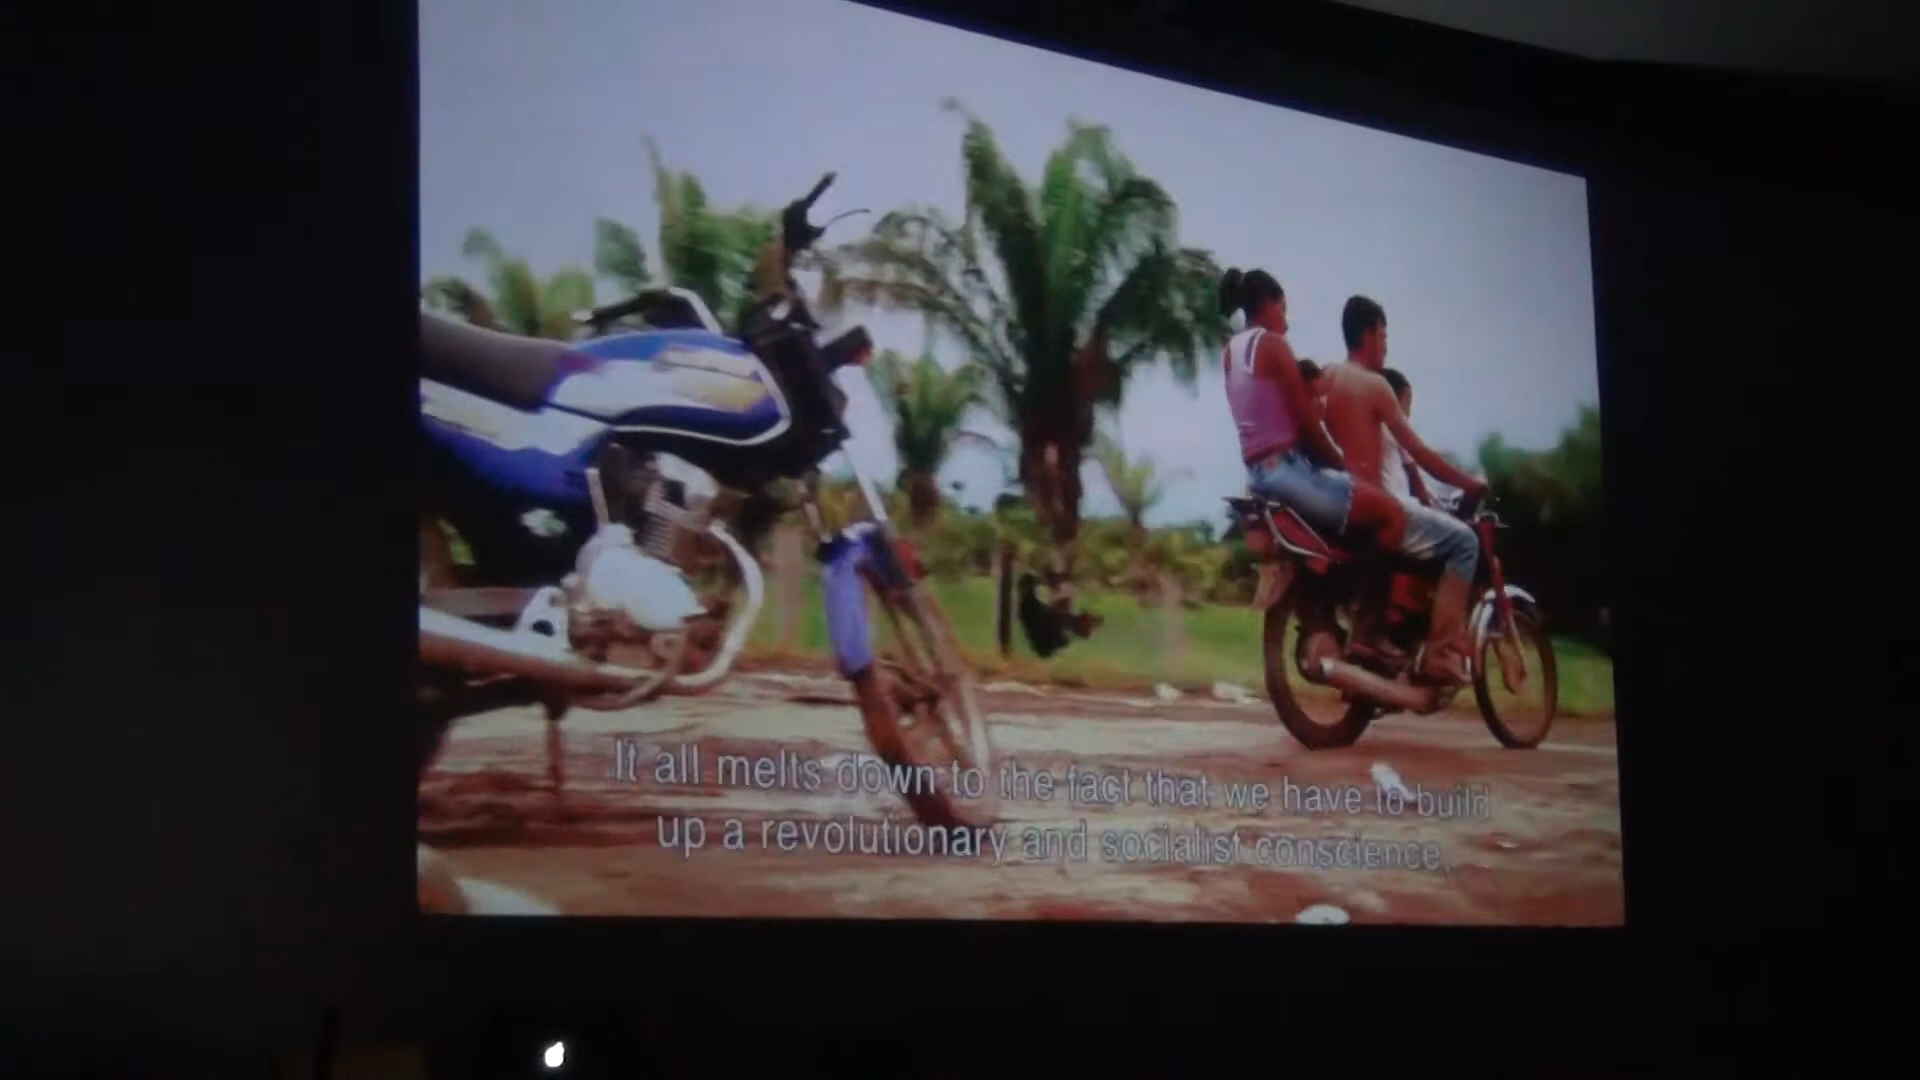 It all melts down to the fact that we have to build
up a revolutionary and socialist conscience,